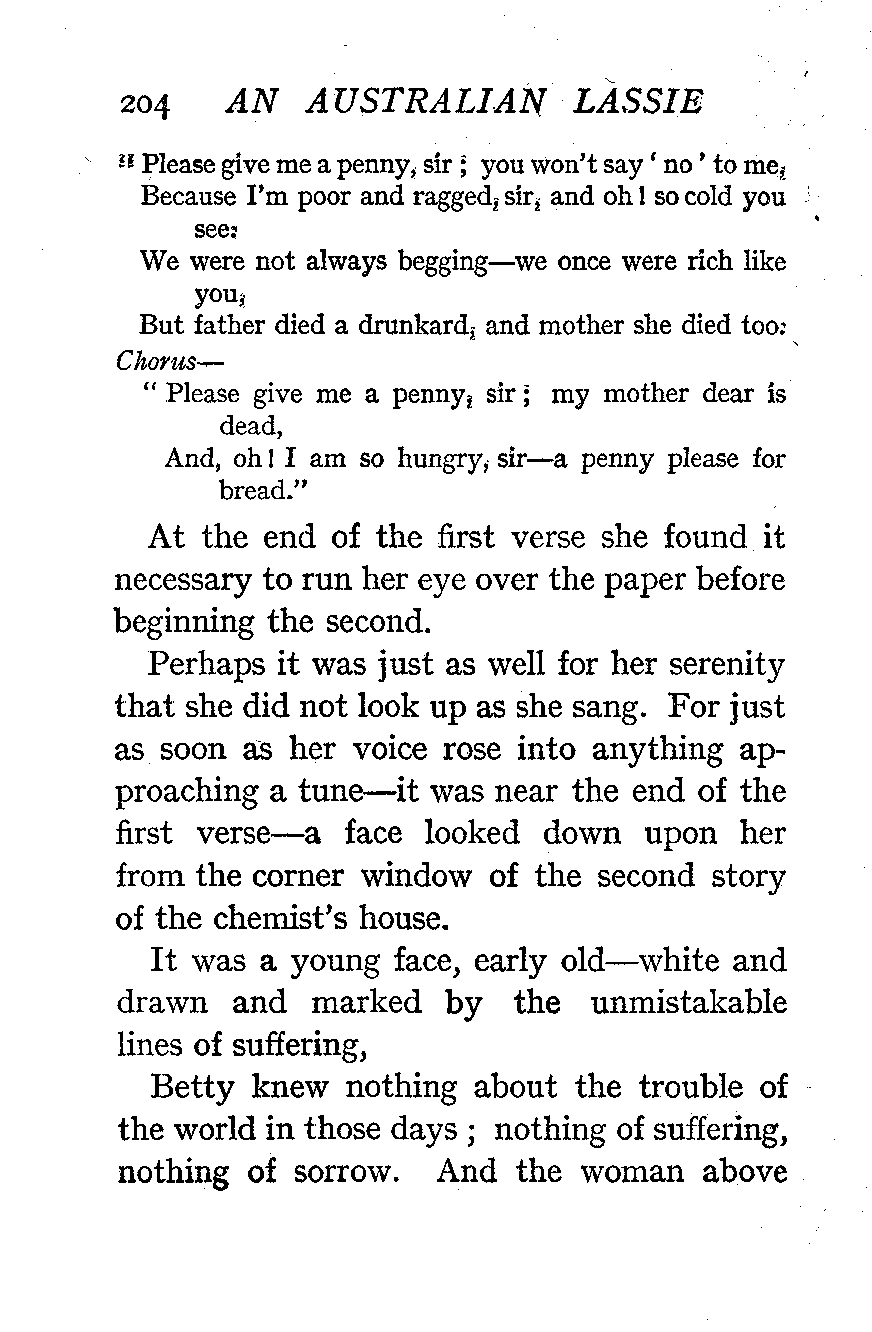 204 AN AUSTRALIAN LASSIE
" Please give me a penny, sir ; you won't say ' no ' to me,
Because I'm poor and ragged, sir, and oh ! so cold you
see:
We were not always begging—we once were rich like
you,
But father died a drunkard, and mother she died too:
Chorus—
" Please give me a penny, sir ; my mother dear is
dead,
And, oh ! I am so hungry, sir—a penny please for
bread."
At the end of the first verse she found it
necessary to run her eye over the paper before
beginning the second.
Perhaps it was just as well for her serenity
that she did not look up as she sang. For just
as soon as her voice rose into anything ap-
proaching a tune—it was near the end of the
first verse—a face looked down upon her
from the corner window of the second story
of the chemist's house.
It was a young face, early old—white and
drawn and marked by the unmistakable
lines of suffering,
Betty knew nothing about the trouble of
the world in those days ; nothing of suffering,
nothing of sorrow. And the woman above